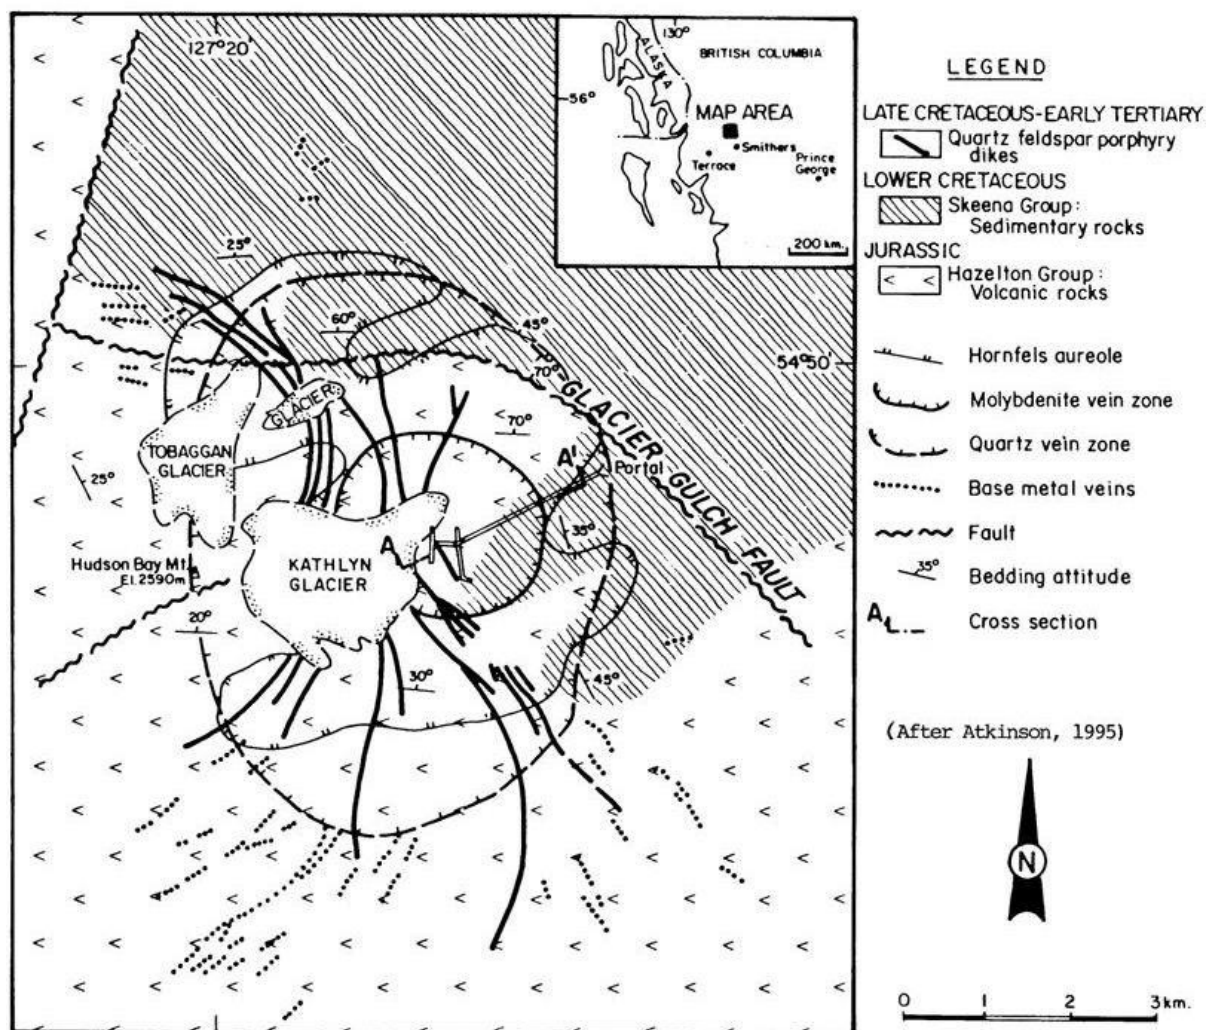 127°20'
130°
ALASKA
BRITISH COLUMBIA
56°
MAP AREA
Smithers
Terrace
Prince
George
200 km.
25°
60°
45°
54°50'
70°
GLACIER GULCH FAULT
GLACIER
70°
TOBAGGAN
GLACIER
25°
A'
Portal
35°
A
KATHLYN
GLACIER
Hudson Bay Mt.
El. 2590m
20°
30°
45°
LEGEND
LATE CRETACEOUS-EARLY TERTIARY
Quartz feldspar porphyry
dikes
LOWER CRETACEOUS
Skeena Group:
Sedimentary rocks
JURASSIC
Hazelton Group:
Volcanic rocks
Hornfels aureole
Molybdenite vein zone
Quartz vein zone
Base metal veins
Fault
35°
Bedding attitude
A
Cross section
(After Atkinson, 1995)
N
0 1 2 3 km.